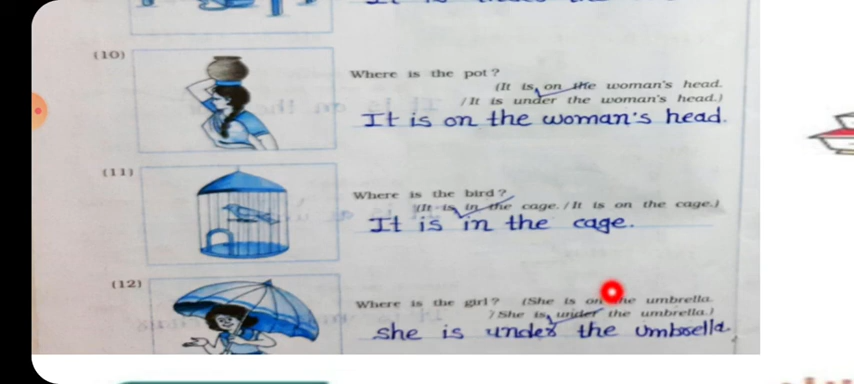 (10)
Where is the pot?
(It is on the woman's head.
/It is under the woman's head.)
It is on the woman's head.
(11)
Where is the bird?
(It is in the cage./It is on the cage.)
It is in the cage.
(12)
Where is the girl? (She is on the umbrella.
/She is under the umbrella.)
she is under the umbrella.